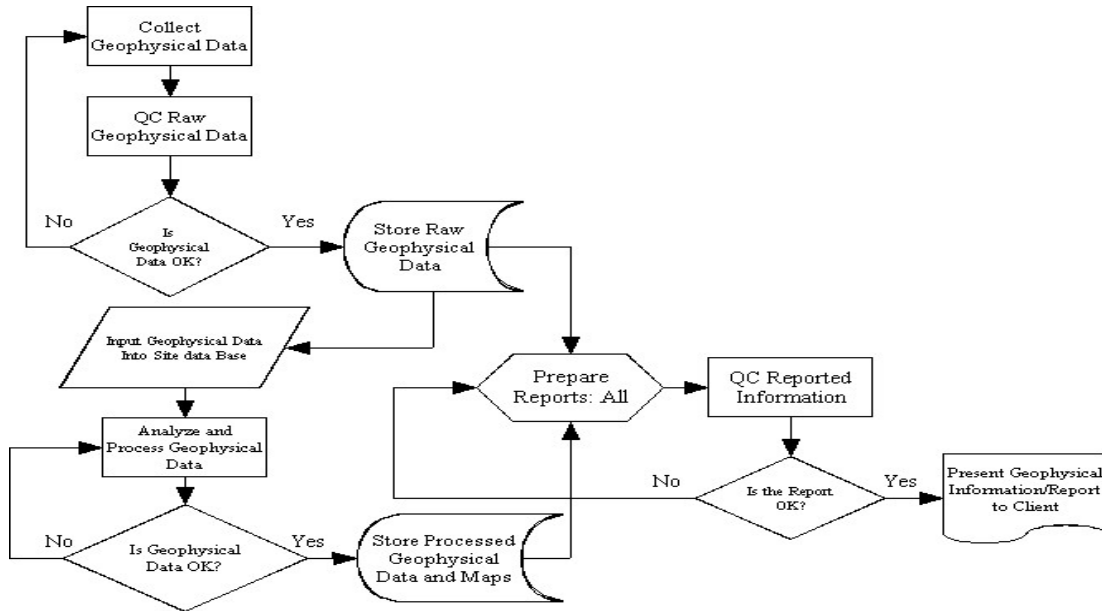 Collect
Geophysical Data
QC Raw
Geophysical Data
No
Is
Geophysical
Data OK?
Yes
Store Raw
Geophysical
Data
Input Geophysical Data
Into Site data Base
Analyze and
Process Geophysical
Data
No
Is Geophysical
Data OK?
Yes
Store Processed
Geophysical
Data and Maps
Prepare
Reports: All
QC Reported
Information
No
Is the Report
OK?
Yes
Present Geophysical
Information/Report
to Client